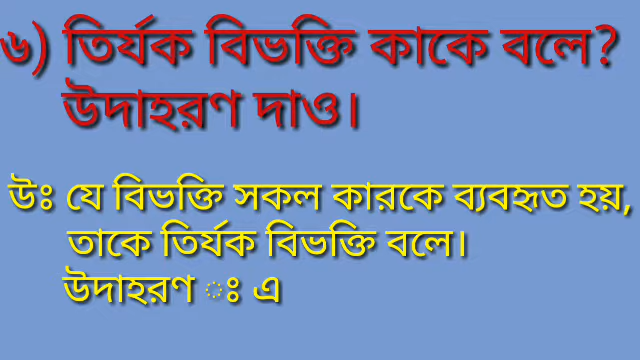 ৬) তির্যক বিভক্তি কাকে বলে?
উদাহরণ দাও।
উঃ যে বিভক্তি সকল কারকে ব্যবহৃত হয়,
তাকে তির্যক বিভক্তি বলে।
উদাহরণ ঃ এ